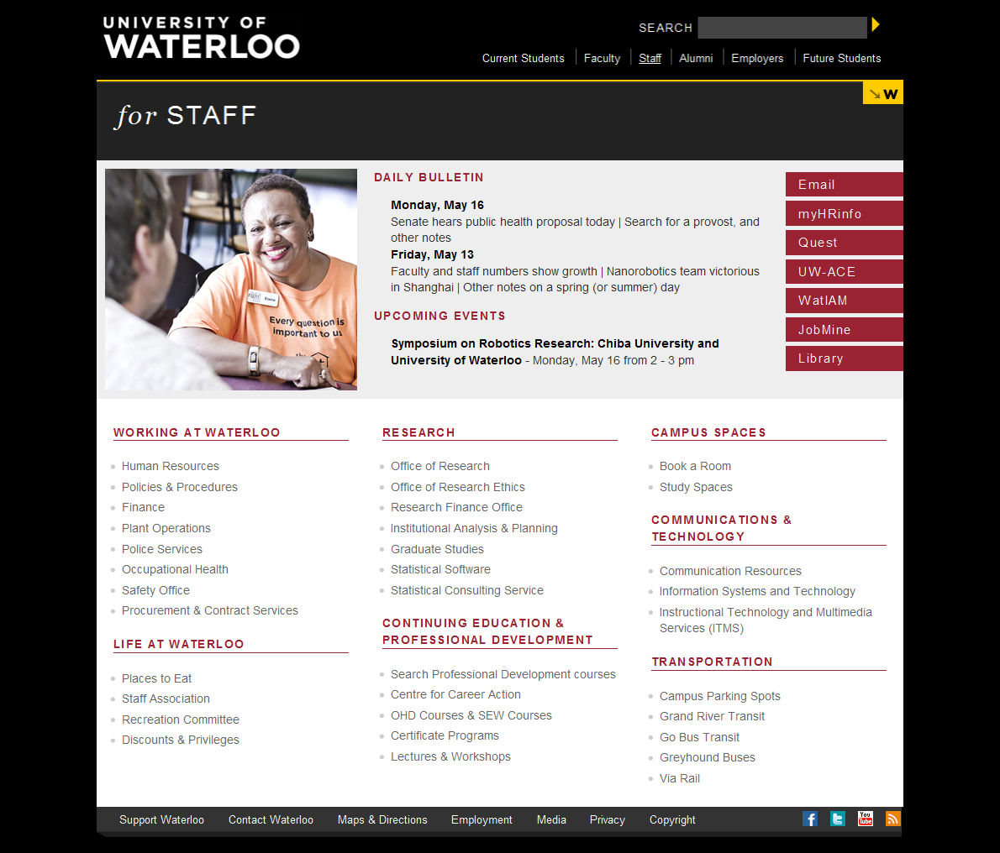 UNIVERSITY OF
WATERLOO
SEARCH
Current Students Faculty Staff Alumni Employers Future Students
W
for STAFF
DAILY BULLETIN
Monday, May 16
Senate hears public health proposal today | Search for a provost, and
other notes
Friday, May 13
Faculty and staff numbers show growth | Nanorobotics team victorious
in Shanghai | Other notes on a spring (or summer) day
UPCOMING EVENTS
Symposium on Robotics Research: Chiba University and
University of Waterloo - Monday, May 16 from 2 - 3 pm
Email
myHRinfo
Quest
UW-ACE
WatIAM
JobMine
Library
Elaine
Every question is
important to us
the
WORKING AT WATERLOO
Human Resources
Policies & Procedures
Finance
Plant Operations
Police Services
Occupational Health
Safety Office
Procurement & Contract Services
LIFE AT WATERLOO
Places to Eat
Staff Association
Recreation Committee
Discounts & Privileges
RESEARCH
Office of Research
Office of Research Ethics
Research Finance Office
Institutional Analysis & Planning
Graduate Studies
Statistical Software
Statistical Consulting Service
CONTINUING EDUCATION &
PROFESSIONAL DEVELOPMENT
Search Professional Development courses
Centre for Career Action
OHD Courses & SEW Courses
Certificate Programs
Lectures & Workshops
CAMPUS SPACES
Book a Room
Study Spaces
COMMUNICATIONS &
TECHNOLOGY
Communication Resources
Information Systems and Technology
Instructional Technology and Multimedia
Services (ITMS)
TRANSPORTATION
Campus Parking Spots
Grand River Transit
Go Bus Transit
Greyhound Buses
Via Rail
Support Waterloo Contact Waterloo Maps & Directions Employment Media Privacy Copyright
You
Tube